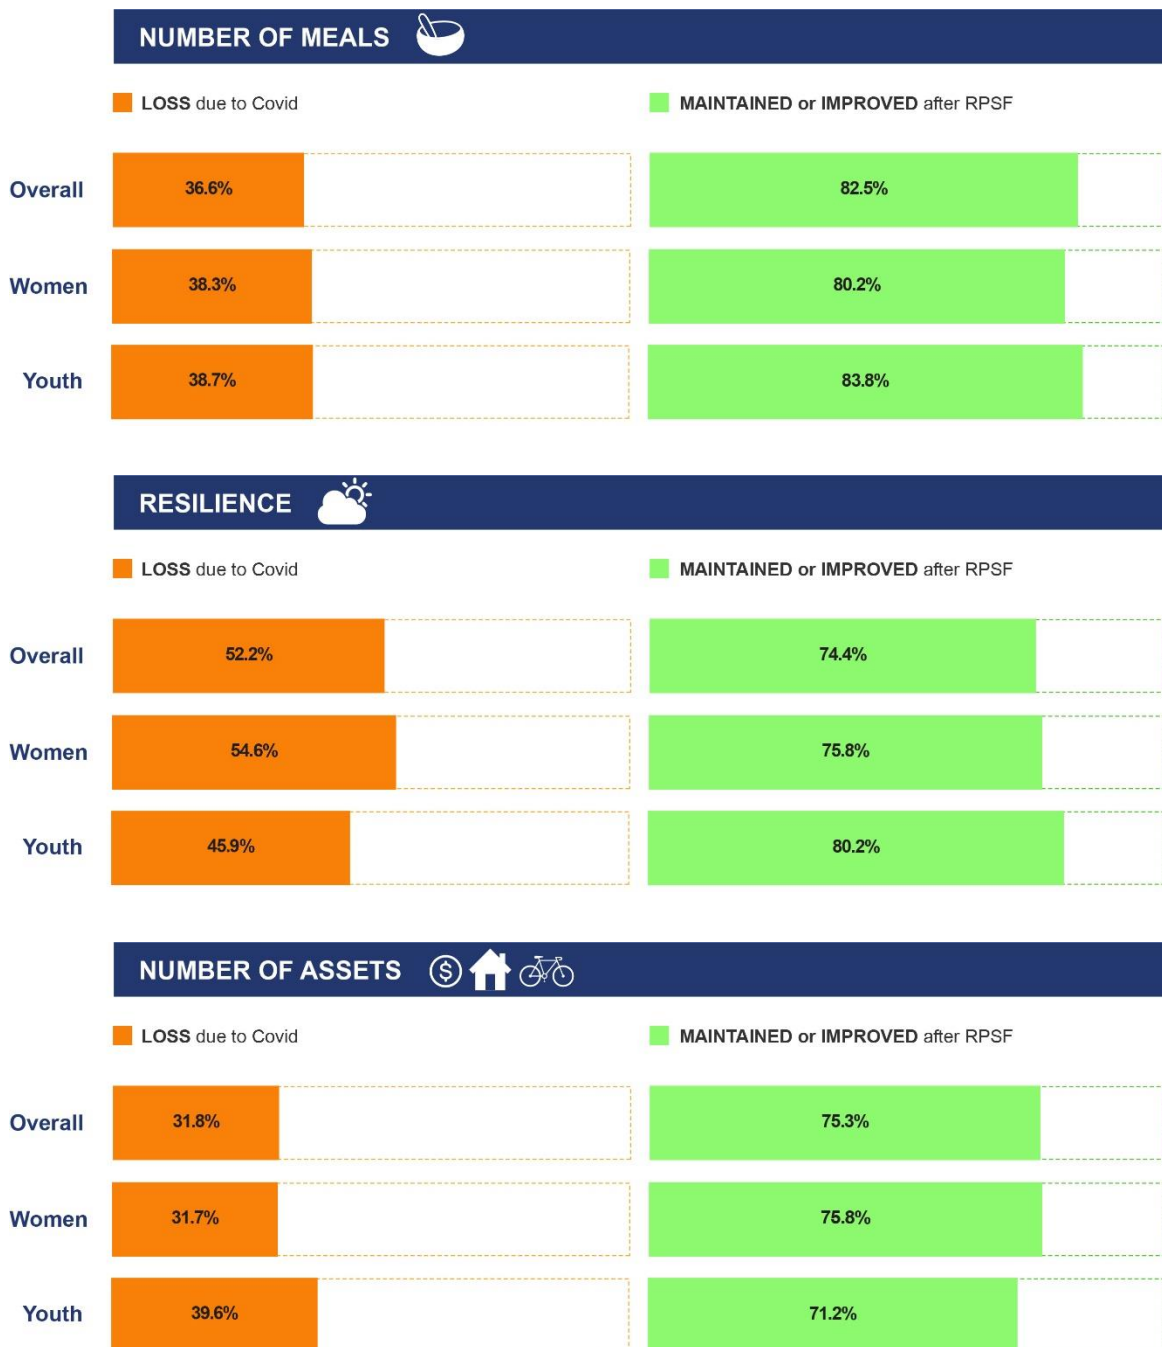 NUMBER OF MEALS
LOSS due to Covid
MAINTAINED or IMPROVED after RPSF
Overall 36.6% 82.5%
Women 38.3% 80.2%
Youth 38.7% 83.8%
RESILIENCE
LOSS due to Covid
MAINTAINED or IMPROVED after RPSF
Overall 52.2% 74.4%
Women 54.6% 75.8%
Youth 45.9% 80.2%
NUMBER OF ASSETS $
LOSS due to Covid
MAINTAINED or IMPROVED after RPSF
Overall 31.8% 75.3%
Women 31.7% 75.8%
Youth 39.6% 71.2%